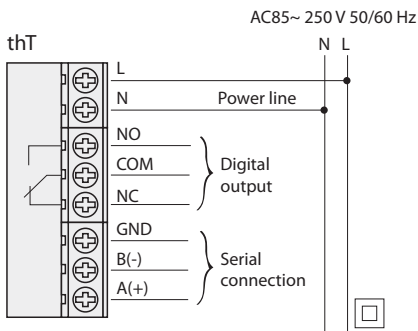 AC85~ 250 V 50/60 Hz
thT
N L
L
N
Power line
NO
COM
NC
Digital
output
GND
B(-)
A(+)
Serial
connection